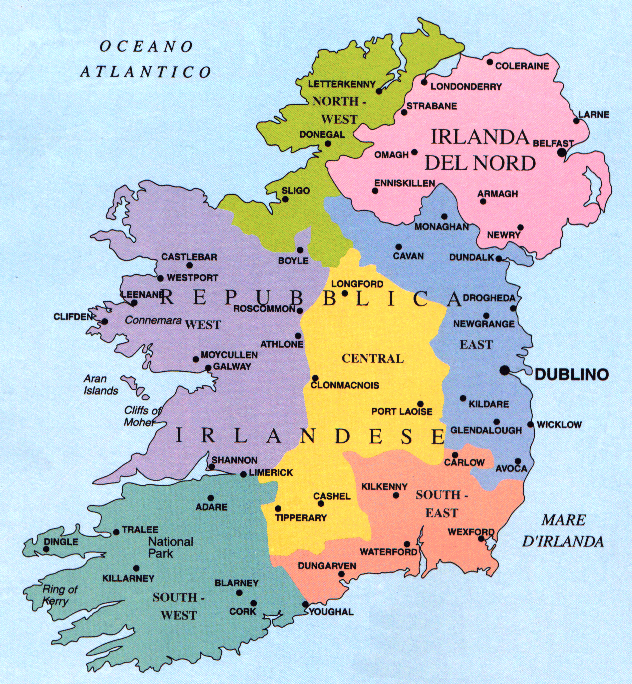 OCEANO
ATLANTICO
COLERAINE
LONDONDERRY
LETTERKENNY
NORTH -
WEST
STRABANE
LARNE
DONEGAL
IRLANDA
DEL NORD
BELFAST
OMAGH
ENNISKILLEN
SLIGO
ARMAGH
MONAGHAN
NEWRY
BOYLE
CAVAN
DUNDALK
CASTLEBAR
WESTPORT
LONGFORD
LEENANE
REPUBBLICA
DROGHEDA
ROSCOMMON
CLIFDEN
Connemara
WEST
NEWGRANGE
EAST
ATHLONE
MOYCULLEN
GALWAY
CENTRAL
DUBLINO
Aran
Islands
CLONMACNOIS
KILDARE
Cliffs of
Moher
PORT LAOISE
GLENDALOUGH
WICKLOW
IRLANDESE
SHANNON
CARLOW
LIMERICK
AVOCA
KILKENNY
SOUTH -
EAST
ADARE
CASHEL
TIPPERARY
MARE
D'IRLANDA
TRALEE
WEXFORD
DINGLE
National
Park
WATERFORD
KILLARNEY
DUNGARVEN
Ring of
Kerry
BLARNEY
SOUTH -
WEST
CORK
YOUGHAL